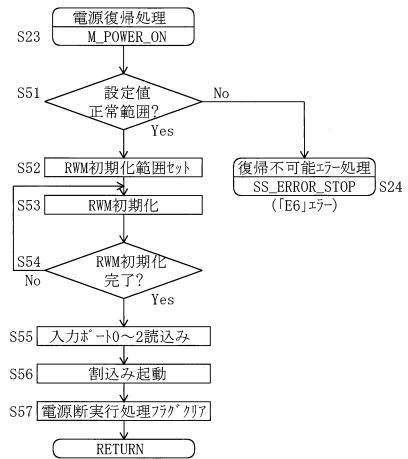 電源復帰処理
S23
M_POWER_ON
S51
設定値
正常範囲?
No
Yes
S52
RWM初期化範囲ｾｯﾄ
復帰不可能ｴﾗｰ処理
SS_ERROR_STOP
S24
(「E6」ｴﾗｰ)
S53
RWM初期化
S54
RWM初期化
完了?
No
Yes
S55
入力ﾎﾟｰﾄ0～2読込み
S56
割込み起動
S57
電源断実行処理ﾌﾗｸﾞｸﾘｱ
RETURN